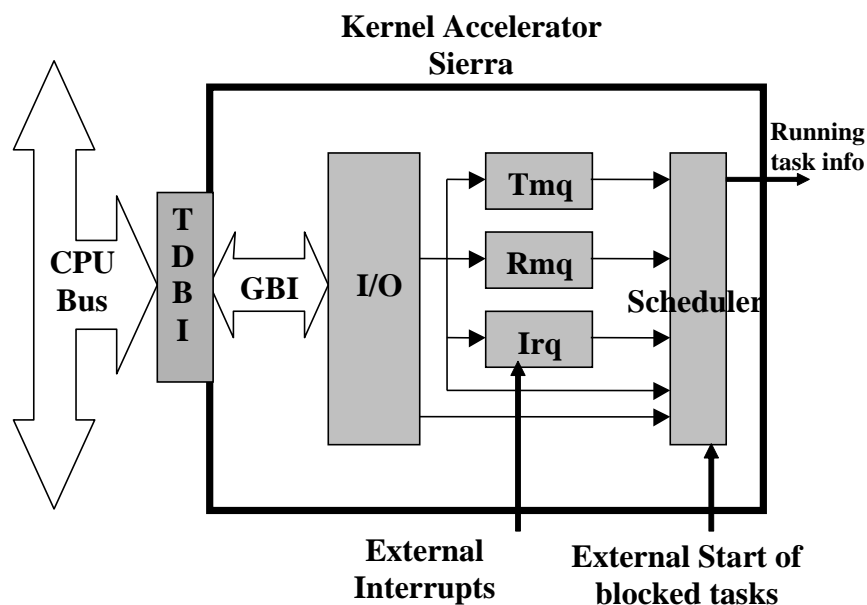 Kernel Accelerator
Sierra
Running
task info
T
D
B
I
CPU
Bus
GBI
I/O
Tmq
Rmq
Irq
Scheduler
External
Interrupts
External Start of
blocked tasks